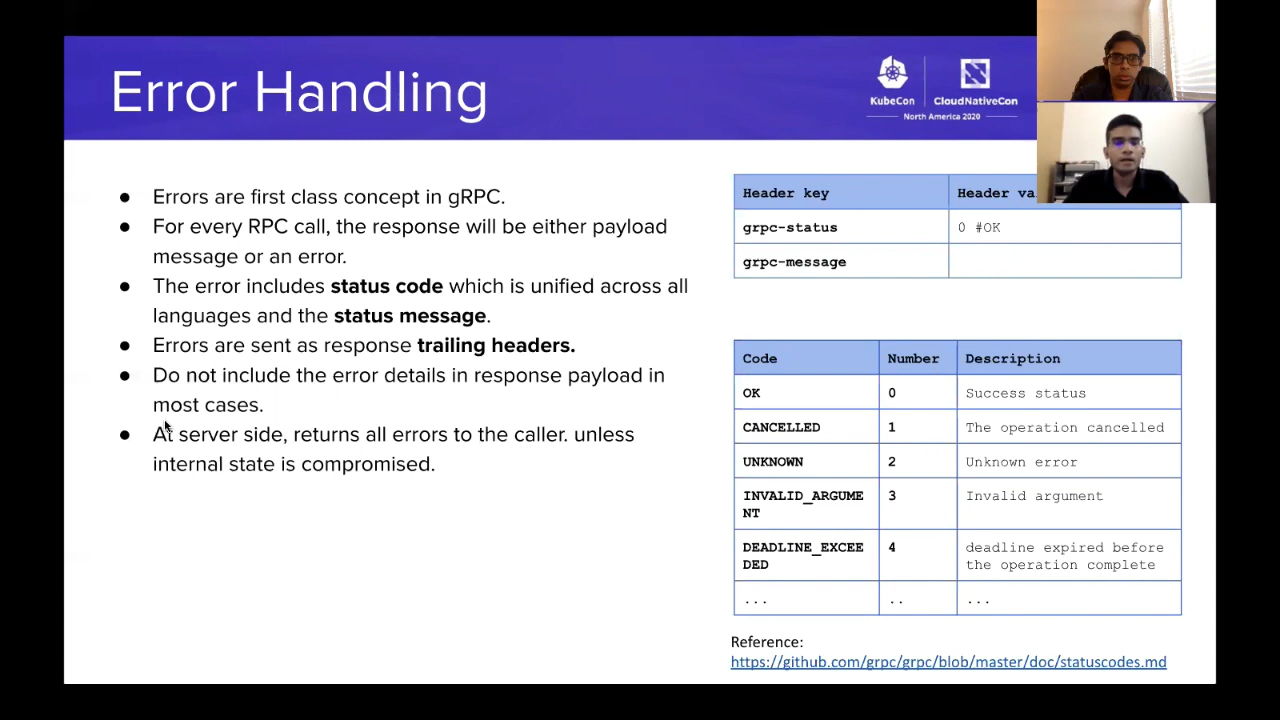 Error Handling
KubeCon
CloudNativeCon
North America 2020
● Errors are first class concept in gRPC.
● For every RPC call, the response will be either payload
message or an error.
● The error includes status code which is unified across all
languages and the status message.
● Errors are sent as response trailing headers.
● Do not include the error details in response payload in
most cases.
● At server side, returns all errors to the caller. unless
internal state is compromised.
Header key Header
grpc-status 0 #OK
grpc-message
Code Number Description
OK 0 Success status
CANCELLED 1 The operation cancelled
UNKNOWN 2 Unknown error
INVALID_ARGUME 3 Invalid argument
NT
DEADLINE_EXCEE 4 deadline expired before
DED the operation complete
... .. ...
Reference:
https://github.com/grpc/grpc/blob/master/doc/statuscodes.md